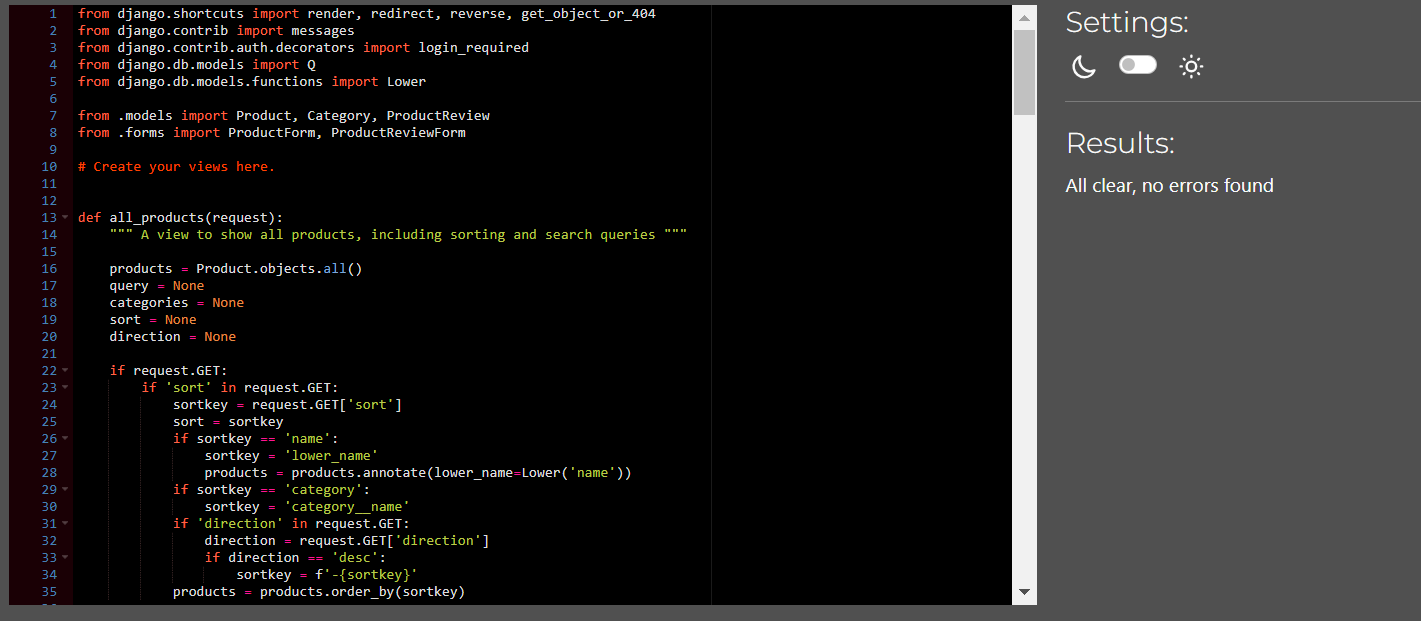 1 from django.shortcuts import render, redirect, reverse, get_object_or_404
2 from django.contrib import messages
3 from django.contrib.auth.decorators import login_required
4 from django.db.models import Q
5 from django.db.models.functions import Lower
6
7 from .models import Product, Category, ProductReview
8 from .forms import ProductForm, ProductReviewForm
9
10 # Create your views here.
11
12
13 def all_products(request):
14     """ A view to show all products, including sorting and search queries """
15
16     products = Product.objects.all()
17     query = None
18     categories = None
19     sort = None
20     direction = None
21
22     if request.GET:
23         if 'sort' in request.GET:
24             sortkey = request.GET['sort']
25             sort = sortkey
26             if sortkey == 'name':
27                 sortkey = 'lower_name'
28                 products = products.annotate(lower_name=Lower('name'))
29             if sortkey == 'category':
30                 sortkey = 'category__name'
31             if 'direction' in request.GET:
32                 direction = request.GET['direction']
33                 if direction == 'desc':
34                     sortkey = f'-{sortkey}'
35             products = products.order_by(sortkey)
Settings:
Results:
All clear, no errors found